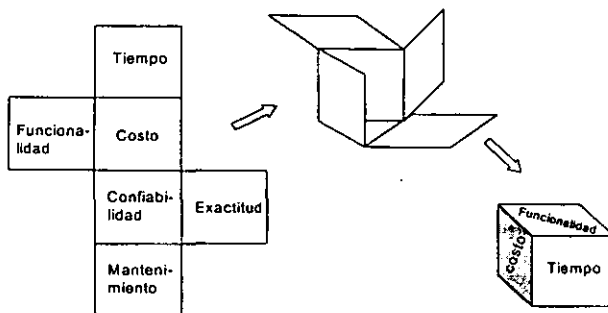 Tiempo
Funciona-
lidad
Costo
Confiabi-
lidad
Exactitud
Manteni-
miento
Funcionalidad
costo
Tiempo